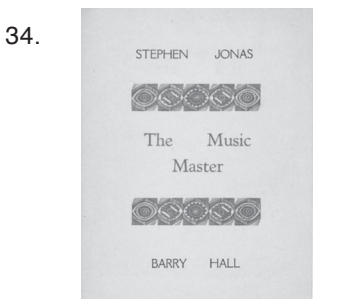 34.
STEPHEN JONAS
The Music
Master
BARRY HALL